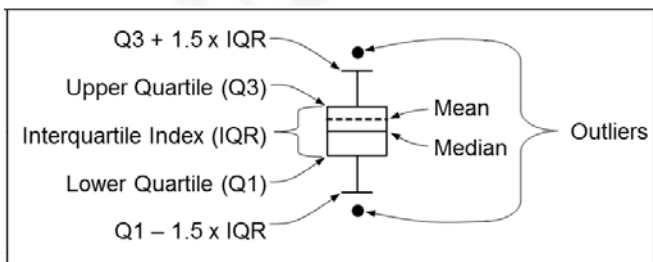 Q3 + 1.5 x IQR
Upper Quartile (Q3)
Mean
Interquartile Index (IQR)
Outliers
Median
Lower Quartile (Q1)
Q1 – 1.5 x IQR